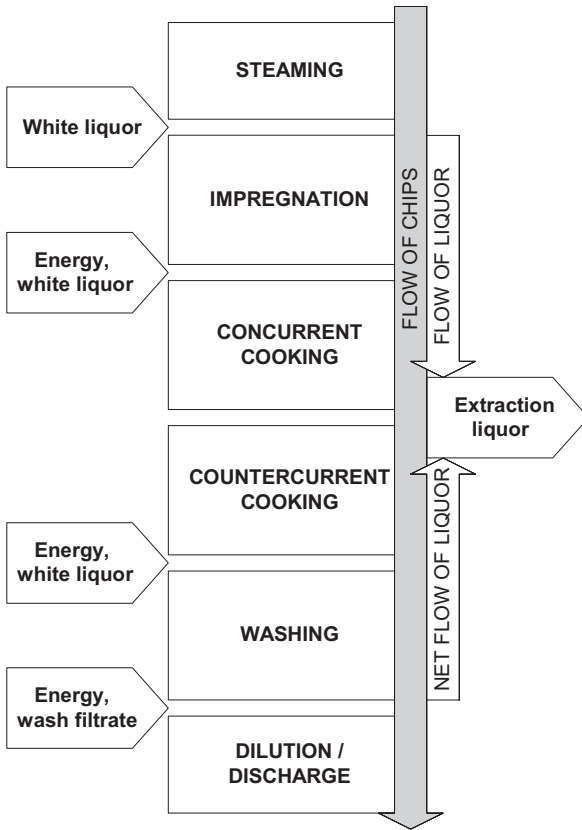 STEAMING
White liquor
IMPREGNATION
FLOW OF CHIPS
FLOW OF LIQUOR
Energy,
white liquor
CONCURRENT
COOKING
Extraction
liquor
COUNTERCURRENT
COOKING
NET FLOW OF LIQUOR
Energy,
white liquor
WASHING
Energy,
wash filtrate
DILUTION /
DISCHARGE